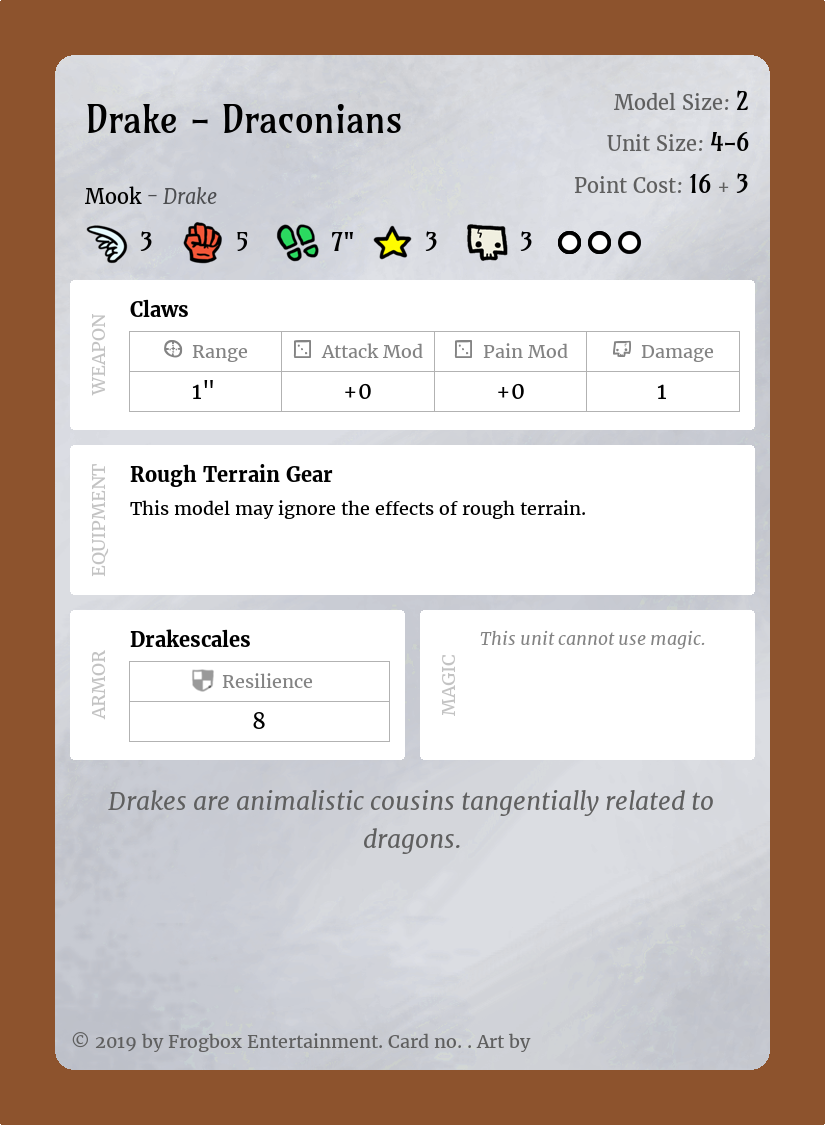 Drake – Draconians
Model Size: 2
Unit Size: 4–6
Point Cost: 16 + 3
Mook – Drake
3 5 7" 3 3
WEAPON
Claws
Range Attack Mod Pain Mod Damage
1" +0 +0 1
EQUIPMENT
Rough Terrain Gear
This model may ignore the effects of rough terrain.
ARMOR
Drakescales
Resilience
8
MAGIC
This unit cannot use magic.
Drakes are animalistic cousins tangentially related to
dragons.
© 2019 by Frogbox Entertainment. Card no. . Art by